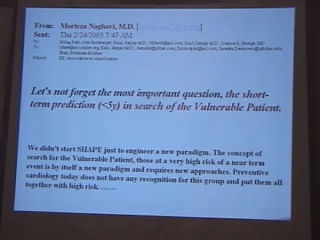 From: Morteza Naghavi, M.D. [
Sent: Thu 2/24/2005 7:47 AM
To:
Cc:
Subject:
Let's not forget the most important question, the short-
term prediction (<5y) in search of the Vulnerable Patient.
We didn't start SHAPE just to engineer a new paradigm. The concept of
search for the Vulnerable Patient, those at a very high risk of a near term
event is by itself a new paradigm and requires new approaches. Preventive
cardiology today does not have any recognition for this group and put them all
together with high risk. ……